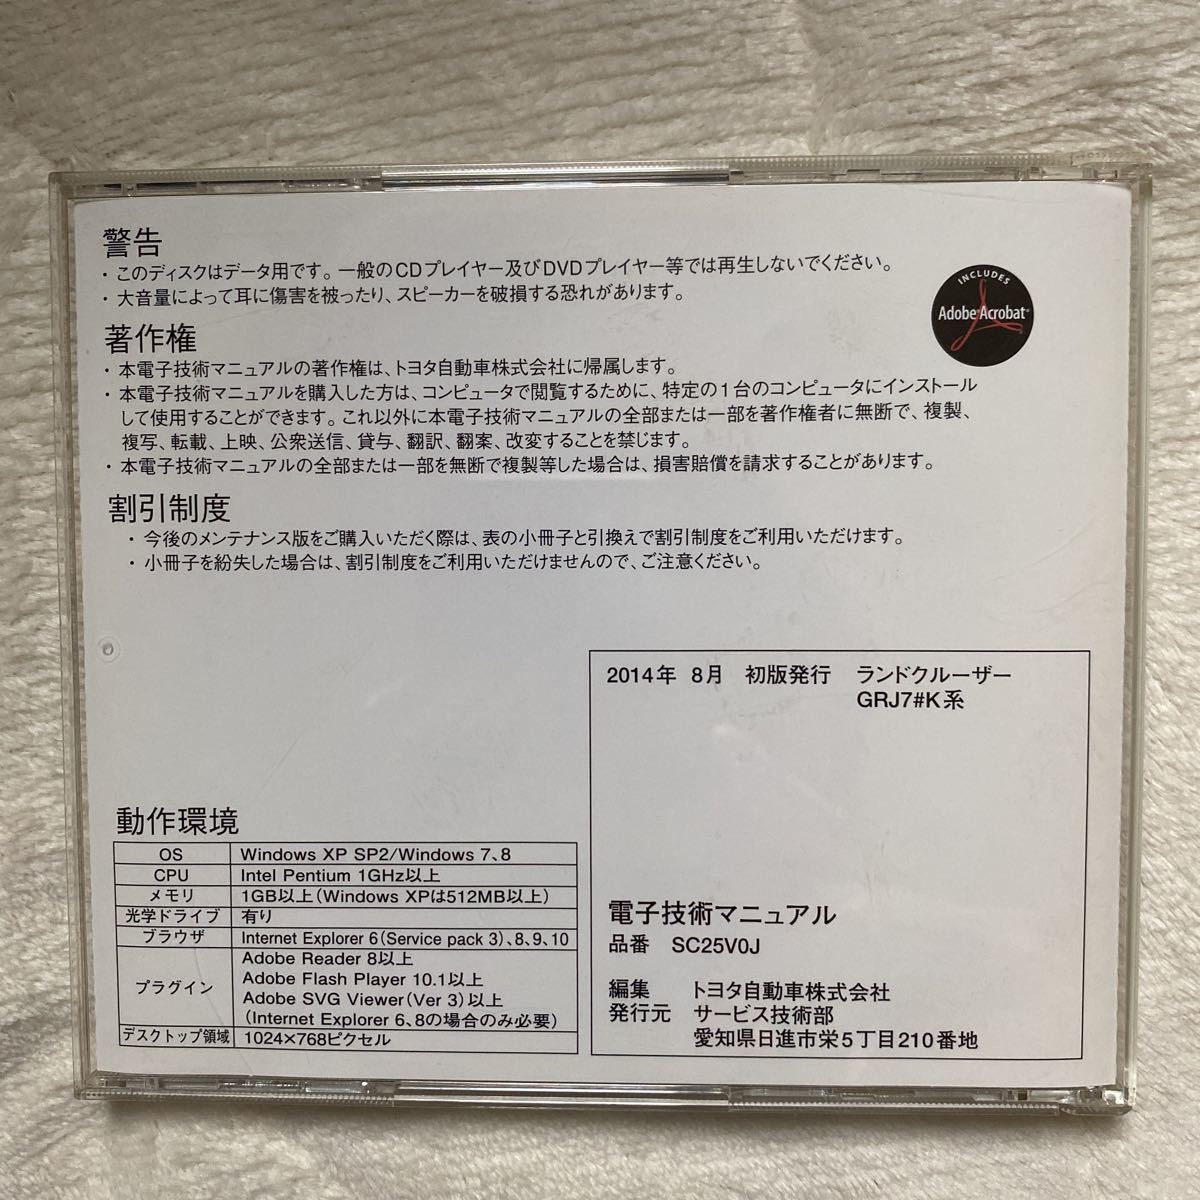 警告
・このディスクはデータ用です。一般のCDプレイヤー及びDVDプレイヤー等では再生しないでください。
・大音量によって耳に傷害を被ったり、スピーカーを破損する恐れがあります。
INCLUDES
Adobe Acrobat
著作権
・本電子技術マニュアルの著作権は、トヨタ自動車株式会社に帰属します。
・本電子技術マニュアルを購入した方は、コンピュータで閲覧するために、特定の1台のコンピュータにインストール
して使用することができます。これ以外に本電子技術マニュアルの全部または一部を著作権者に無断で、複製、
複写、転載、上映、公衆送信、貸与、翻訳、翻案、改変することを禁じます。
・本電子技術マニュアルの全部または一部を無断で複製等した場合は、損害賠償を請求することがあります。
割引制度
・今後のメンテナンス版をご購入いただく際は、表の小冊子と引換えで割引制度をご利用いただけます。
・小冊子を紛失した場合は、割引制度をご利用いただけませんので、ご注意ください。
動作環境
OS Windows XP SP2/Windows 7、8
CPU Intel Pentium 1GHz以上
メモリ 1GB以上(Windows XPは512MB以上)
光学ドライブ 有り
ブラウザ Internet Explorer 6(Service pack 3)、8、9、10
プラグイン Adobe Reader 8以上
Adobe Flash Player 10.1以上
Adobe SVG Viewer(Ver 3)以上
(Internet Explorer 6、8の場合のみ必要)
デスクトップ領域 1024×768ピクセル
2014年 8月 初版発行 ランドクルーザー
GRJ7#K系
電子技術マニュアル
品番 SC25V0J
編集 トヨタ自動車株式会社
発行元 サービス技術部
愛知県日進市栄5丁目210番地